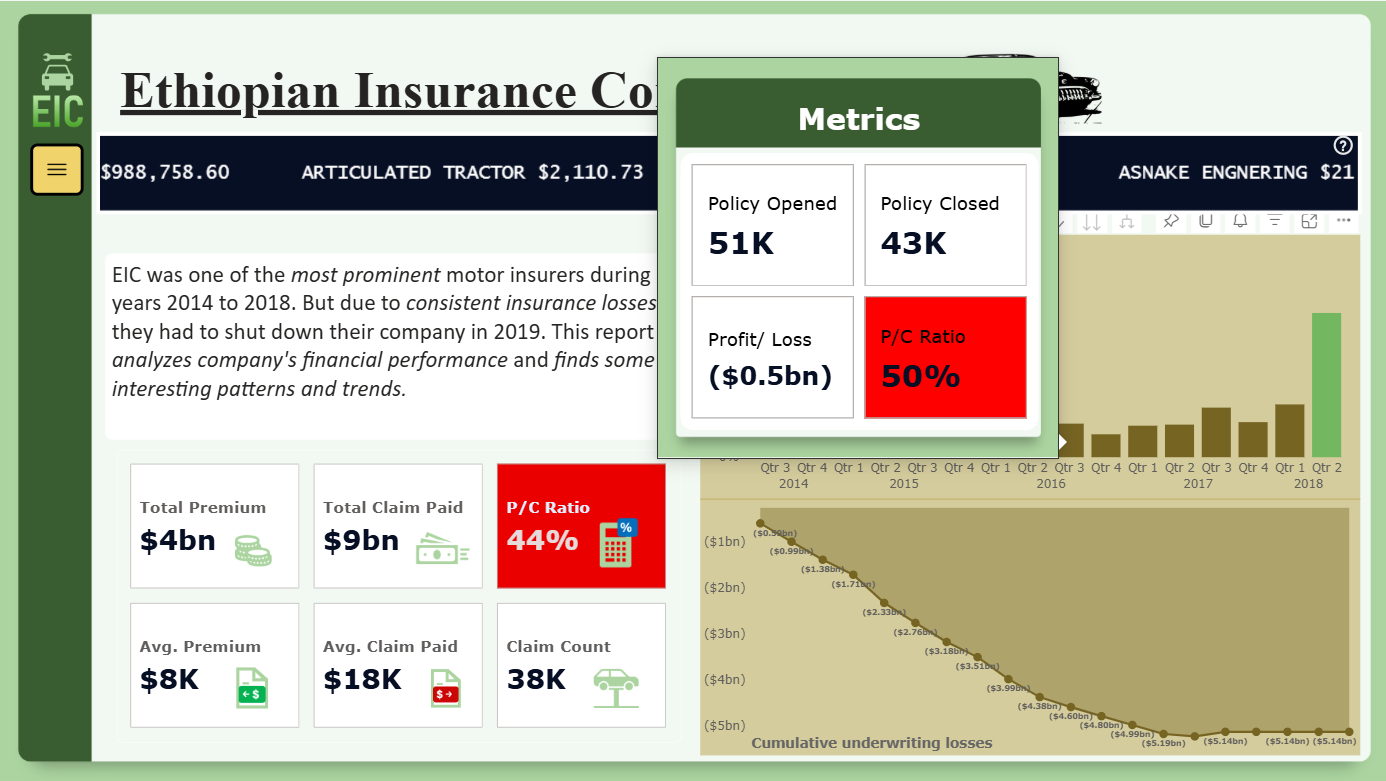 EIC
Ethiopian Insurance Co
$988,758.60 ARTICULATED TRACTOR $2,110.73 ASNAKE ENGNERING $21
?
Metrics
Policy Opened
51K
Policy Closed
43K
Profit/ Loss
($0.5bn)
P/C Ratio
50%
EIC was one of the most prominent motor insurers during
years 2014 to 2018. But due to consistent insurance losses
they had to shut down their company in 2019. This report
analyzes company's financial performance and finds some
interesting patterns and trends.
Qtr 3 Qtr 4 Qtr 1 Qtr 2 Qtr 3 Qtr 4 Qtr 1 Qtr 2 Qtr 3 Qtr 4 Qtr 1 Qtr 2 Qtr 3 Qtr 4 Qtr 1 Qtr 2
2014 2015 2016 2017 2018
Total Premium
$4bn
Total Claim Paid
$9bn
P/C Ratio
44%
%
Avg. Premium
$8K
$
Avg. Claim Paid
$18K
$
Claim Count
38K
($1bn)
($2bn)
($3bn)
($4bn)
($5bn)
($0.59bn)
($0.99bn)
($1.38bn)
($1.71bn)
($2.33bn)
($2.76bn)
($3.18bn)
($3.51bn)
($3.99bn)
($4.38bn)
($4.60bn)
($4.80bn)
($4.99bn)
($5.19bn)
($5.14bn)
($5.14bn)
($5.14bn)
Cumulative underwriting losses